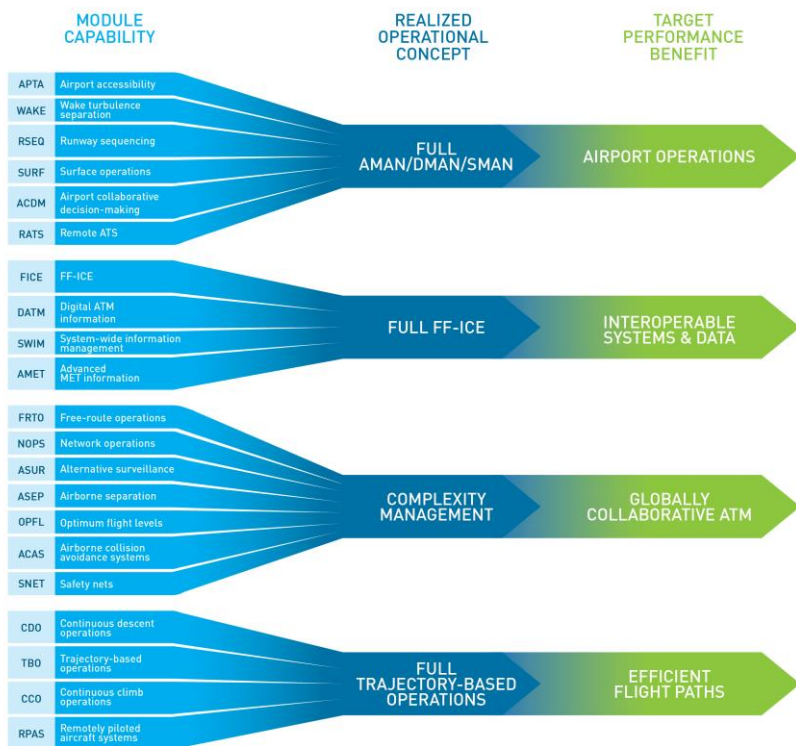 MODULE
CAPABILITY
REALIZED
OPERATIONAL
CONCEPT
TARGET
PERFORMANCE
BENEFIT
APTA Airport accessibility
WAKE Wake turbulence
separation
RSEQ Runway sequencing
SURF Surface operations
ACDM Airport collaborative
decision-making
RATS Remote ATS
FULL
AMAN/DMAN/SMAN
AIRPORT OPERATIONS
FICE FF-ICE
DATM Digital ATM
information
SWIM System-wide information
management
AMET Advanced
MET information
FULL FF-ICE
INTEROPERABLE
SYSTEMS & DATA
FRTO Free-route operations
NOPS Network operations
ASUR Alternative surveillance
ASEP Airborne separation
OPFL Optimum flight levels
ACAS Airborne collision
avoidance systems
SNET Safety nets
COMPLEXITY
MANAGEMENT
GLOBALLY
COLLABORATIVE ATM
CDO Continuous descent
operations
TBO Trajectory-based
operations
CCO Continuous climb
operations
RPAS Remotely piloted
aircraft systems
FULL
TRAJECTORY-BASED
OPERATIONS
EFFICIENT
FLIGHT PATHS